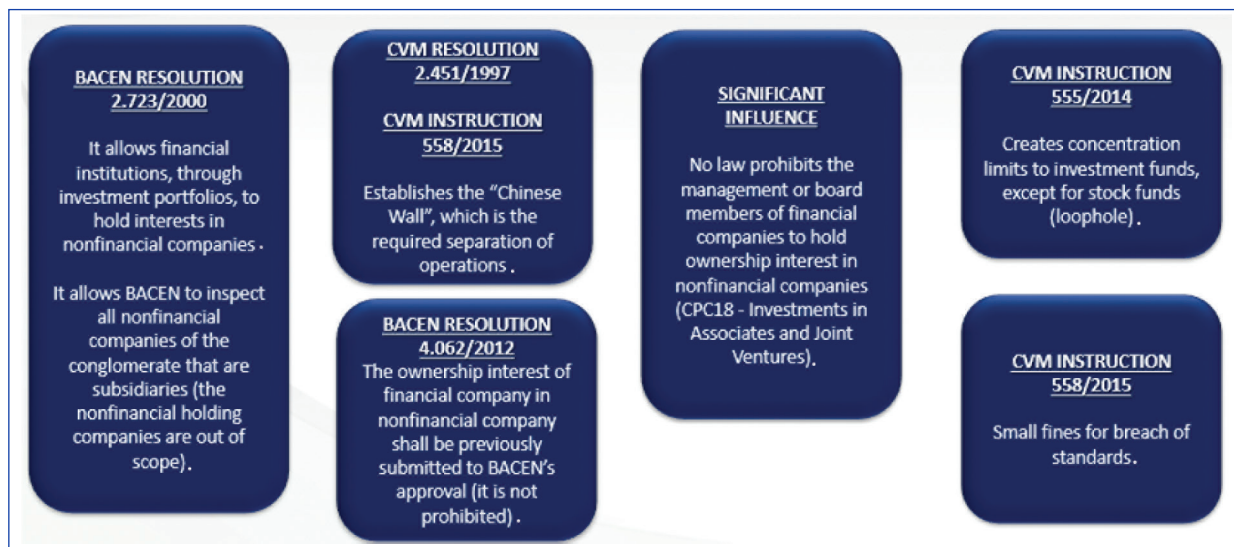 BACEN RESOLUTION
2.723/2000
It allows financial
institutions, through
investment portfolios, to
hold interests in
nonfinancial companies.
It allows BACEN to inspect
all nonfinancial
companies of the
conglomerate that are
subsidiaries (the
nonfinancial holding
companies are out of
scope).
CVM RESOLUTION
2.451/1997
CVM INSTRUCTION
558/2015
Establishes the “Chinese
Wall”, which is the
required separation of
operations.
BACEN RESOLUTION
4.062/2012
The ownership interest of
financial company in
nonfinancial company
shall be previously
submitted to BACEN’s
approval (it is not
prohibited).
SIGNIFICANT
INFLUENCE
No law prohibits the
management or board
members of financial
companies to hold
ownership interest in
nonfinancial companies
(CPC18 - Investments in
Associates and Joint
Ventures).
CVM INSTRUCTION
555/2014
Creates concentration
limits to investment funds,
except for stock funds
(loophole).
CVM INSTRUCTION
558/2015
Small fines for breach of
standards.